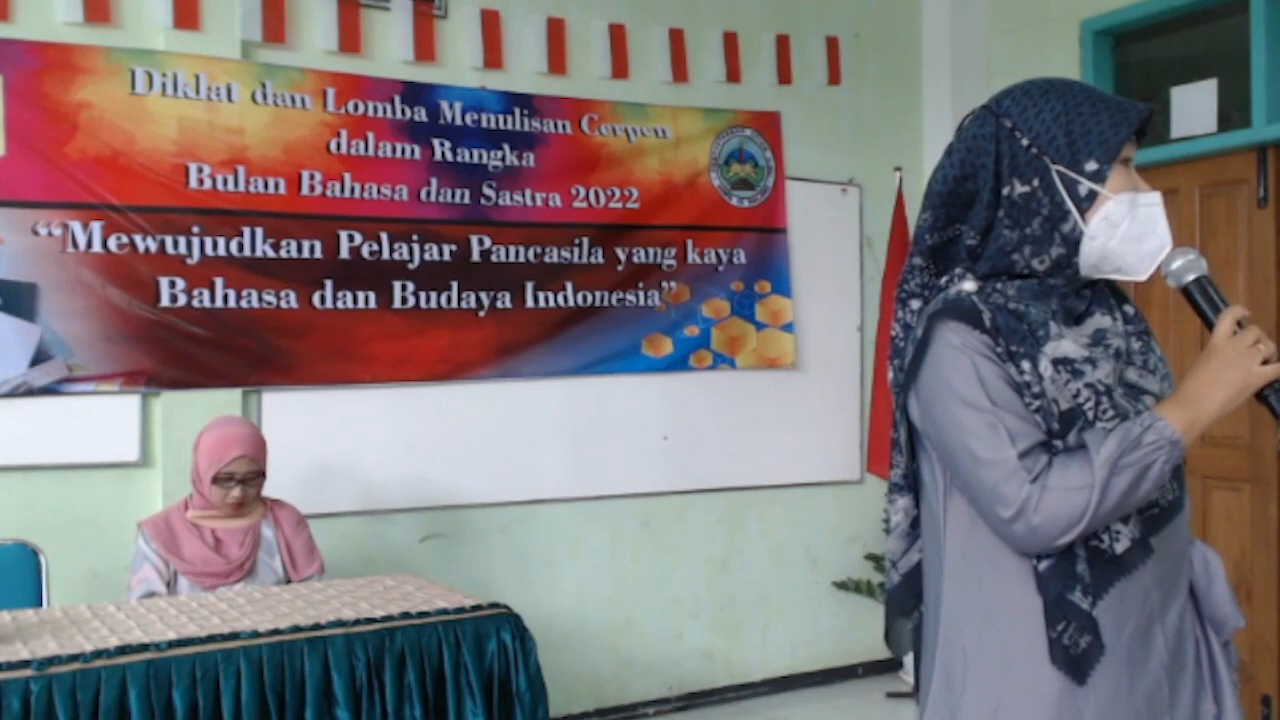 Diklat dan Lomba Menulisan Cerpen
dalam Rangka
Bulan Bahasa dan Sastra 2022
“Mewujudkan Pelajar Pancasila yang kaya
Bahasa dan Budaya Indonesia”